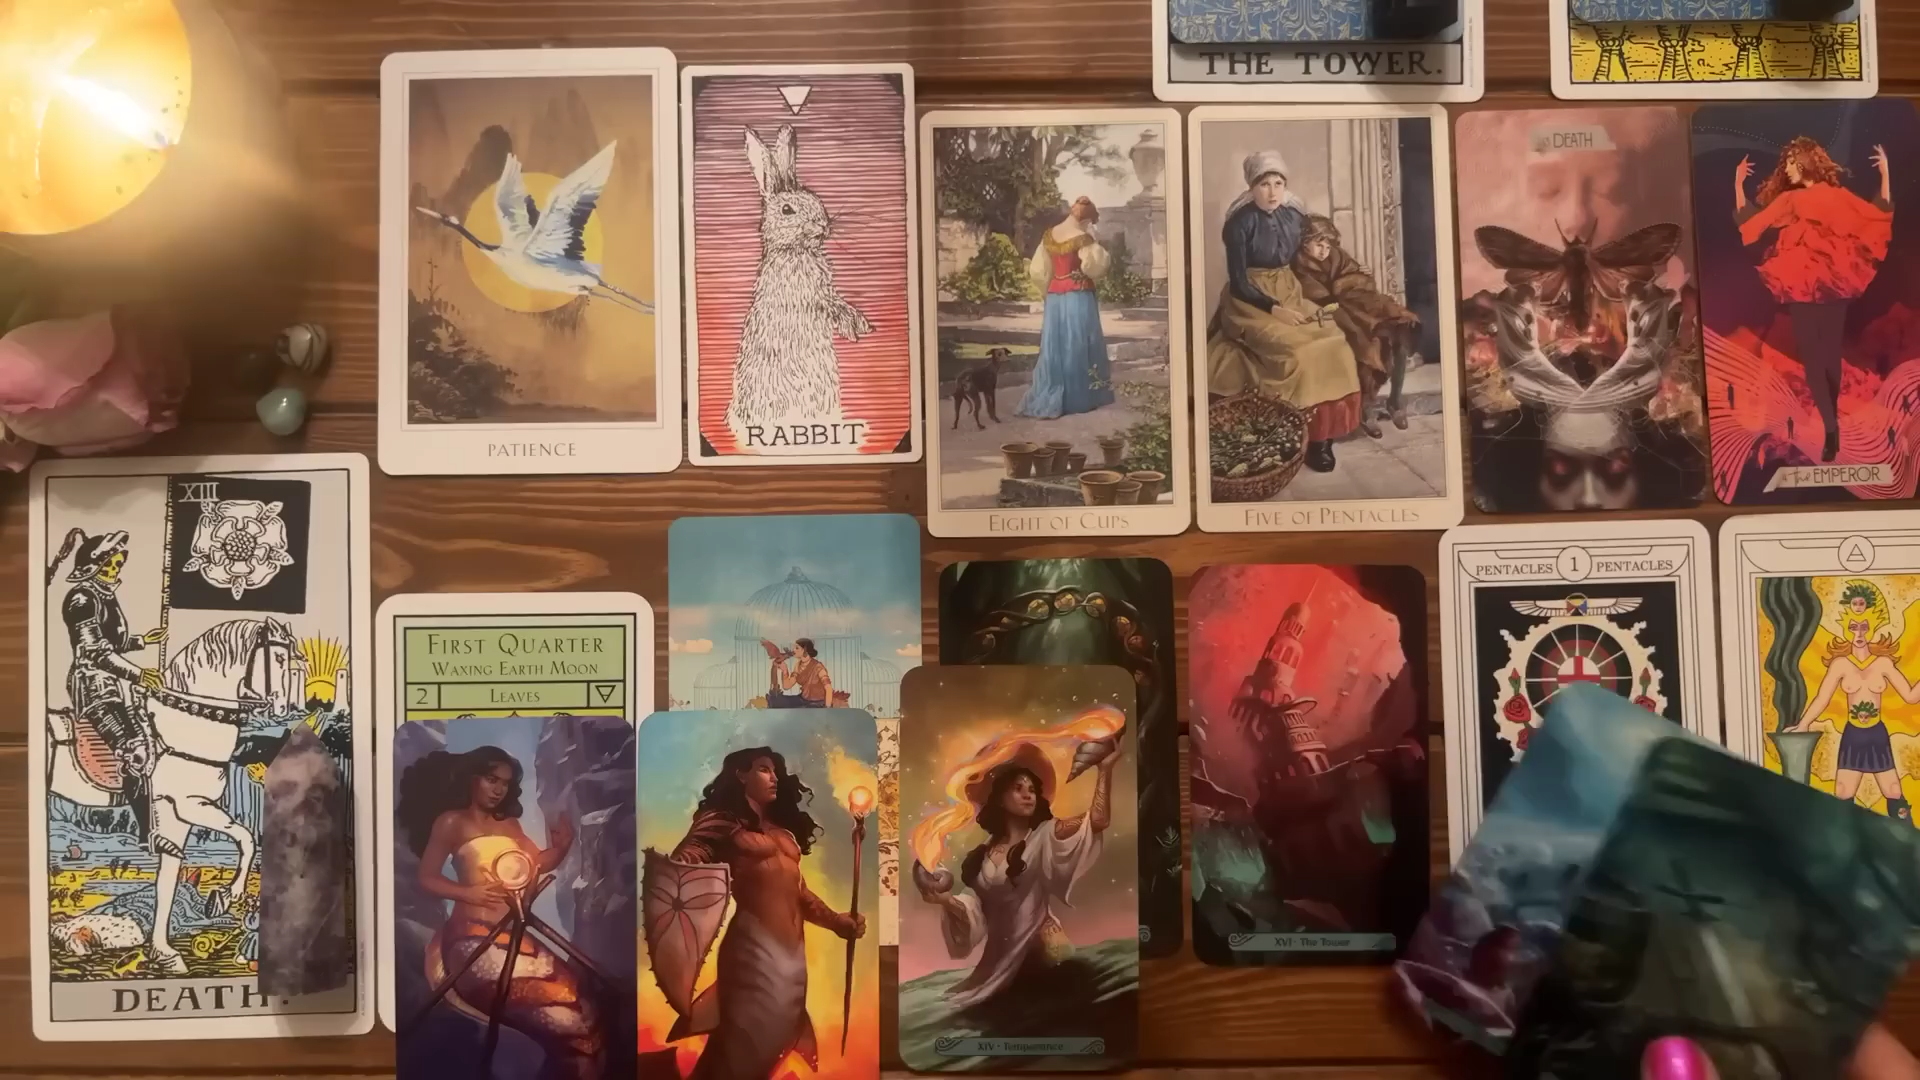 THE TOWER.
PATIENCE
RABBIT
EIGHT OF CUPS
FIVE OF PENTACLES
DEATH
the EMPEROR
XIII
DEATH.
FIRST QUARTER
WAXING EARTH MOON
2 LEAVES
PENTACLES 1 PENTACLES
XVI · The Tower
XIV · Temperance